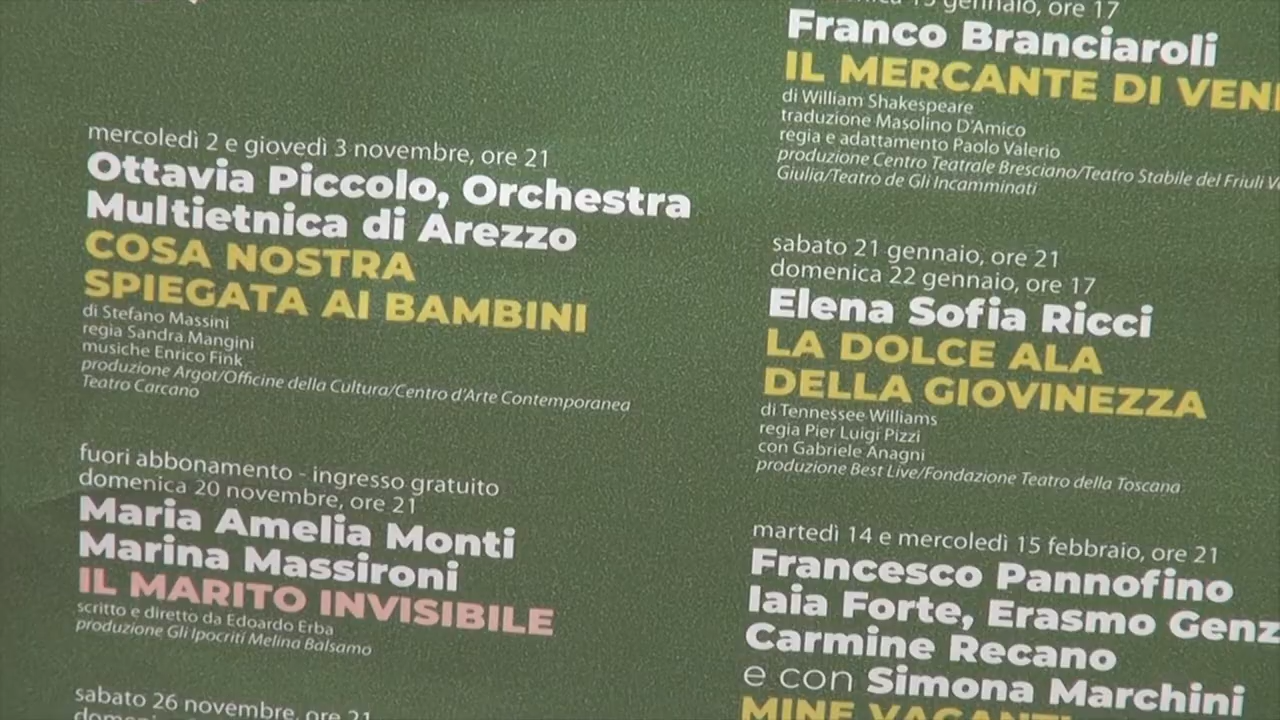 mercoledì 2 e giovedì 3 novembre, ore 21
Ottavia Piccolo, Orchestra
Multietnica di Arezzo
COSA NOSTRA
SPIEGATA AI BAMBINI
di Stefano Massini
regia Sandra Mangini
musiche Enrico Fink
produzione Argot/Officine della Cultura/Centro d'Arte Contemporanea
Teatro Carcano
fuori abbonamento - ingresso gratuito
domenica 20 novembre, ore 21
Maria Amelia Monti
Marina Massironi
IL MARITO INVISIBILE
scritto e diretto da Edoardo Erba
produzione Gli Ipocriti Melina Balsamo
sabato 26 novembre, ore 21
15 gennaio, ore 17
Franco Branciaroli
IL MERCANTE DI VEN
di William Shakespeare
traduzione Masolino D'Amico
regia e adattamento Paolo Valerio
produzione Centro Teatrale Bresciano/Teatro Stabile del Friuli V
Giulia/Teatro de Gli Incamminati
sabato 21 gennaio, ore 21
domenica 22 gennaio, ore 17
Elena Sofia Ricci
LA DOLCE ALA
DELLA GIOVINEZZA
di Tennessee Williams
regia Pier Luigi Pizzi
con Gabriele Anagni
produzione Best Live/Fondazione Teatro della Toscana
martedì 14 e mercoledì 15 febbraio, ore 21
Francesco Pannofino
Iaia Forte, Erasmo Genz
Carmine Recano
e con Simona Marchini
MINE VAGANTI